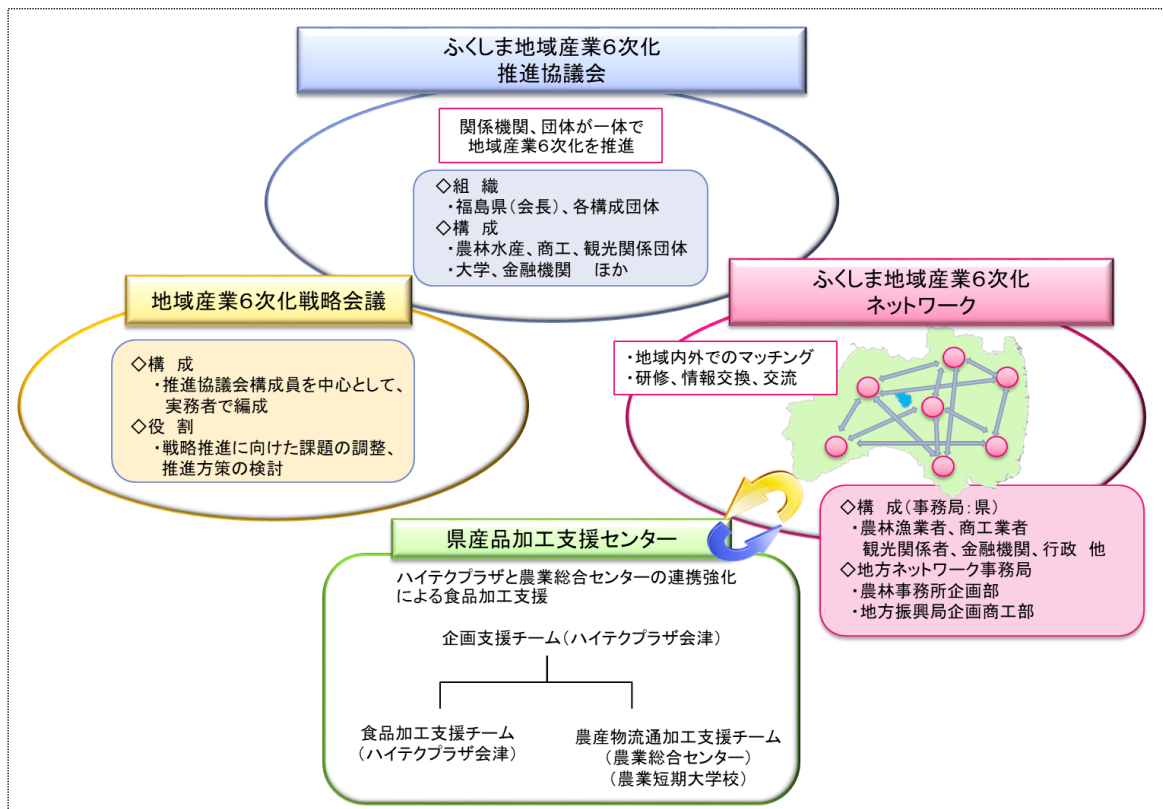 ふくしま地域産業6次化
推進協議会
関係機関、団体が一体で
地域産業6次化を推進
◇組　織
・福島県(会長)、各構成団体
◇構　成
・農林水産、商工、観光関係団体
・大学、金融機関　ほか
地域産業6次化戦略会議
◇構　成
・推進協議会構成員を中心として、
実務者で編成
◇役　割
・戦略推進に向けた課題の調整、
推進方策の検討
ふくしま地域産業6次化
ネットワーク
・地域内外でのマッチング
・研修、情報交換、交流
◇構　成(事務局:県)
・農林漁業者、商工業者
観光関係者、金融機関、行政　他
◇地方ネットワーク事務局
・農林事務所企画部
・地方振興局企画商工部
県産品加工支援センター
ハイテクプラザと農業総合センターの連携強化
による食品加工支援
企画支援チーム(ハイテクプラザ会津)
食品加工支援チーム
(ハイテクプラザ会津)
農産物流通加工支援チーム
(農業総合センター)
(農業短期大学校)